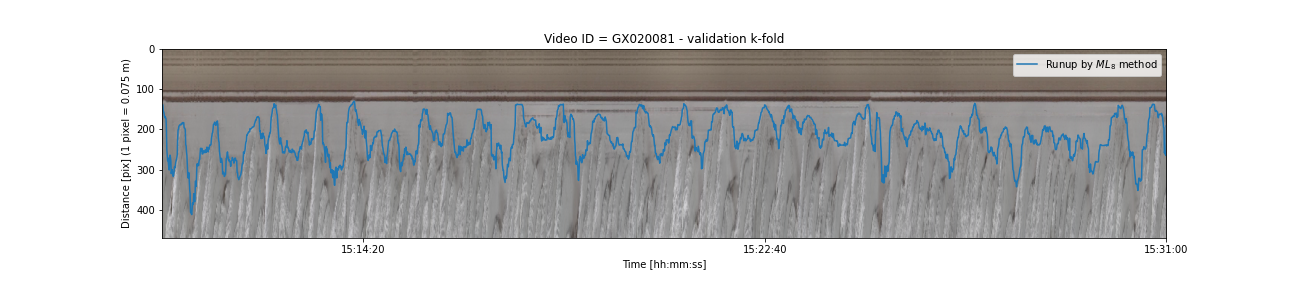 Video ID = GX020081 - validation k-fold
Runup by ML₈ method
0
100
200
300
400
Distance [pix] (1 pixel = 0.075 m)
15:14:20
15:22:40
15:31:00
Time [hh:mm:ss]